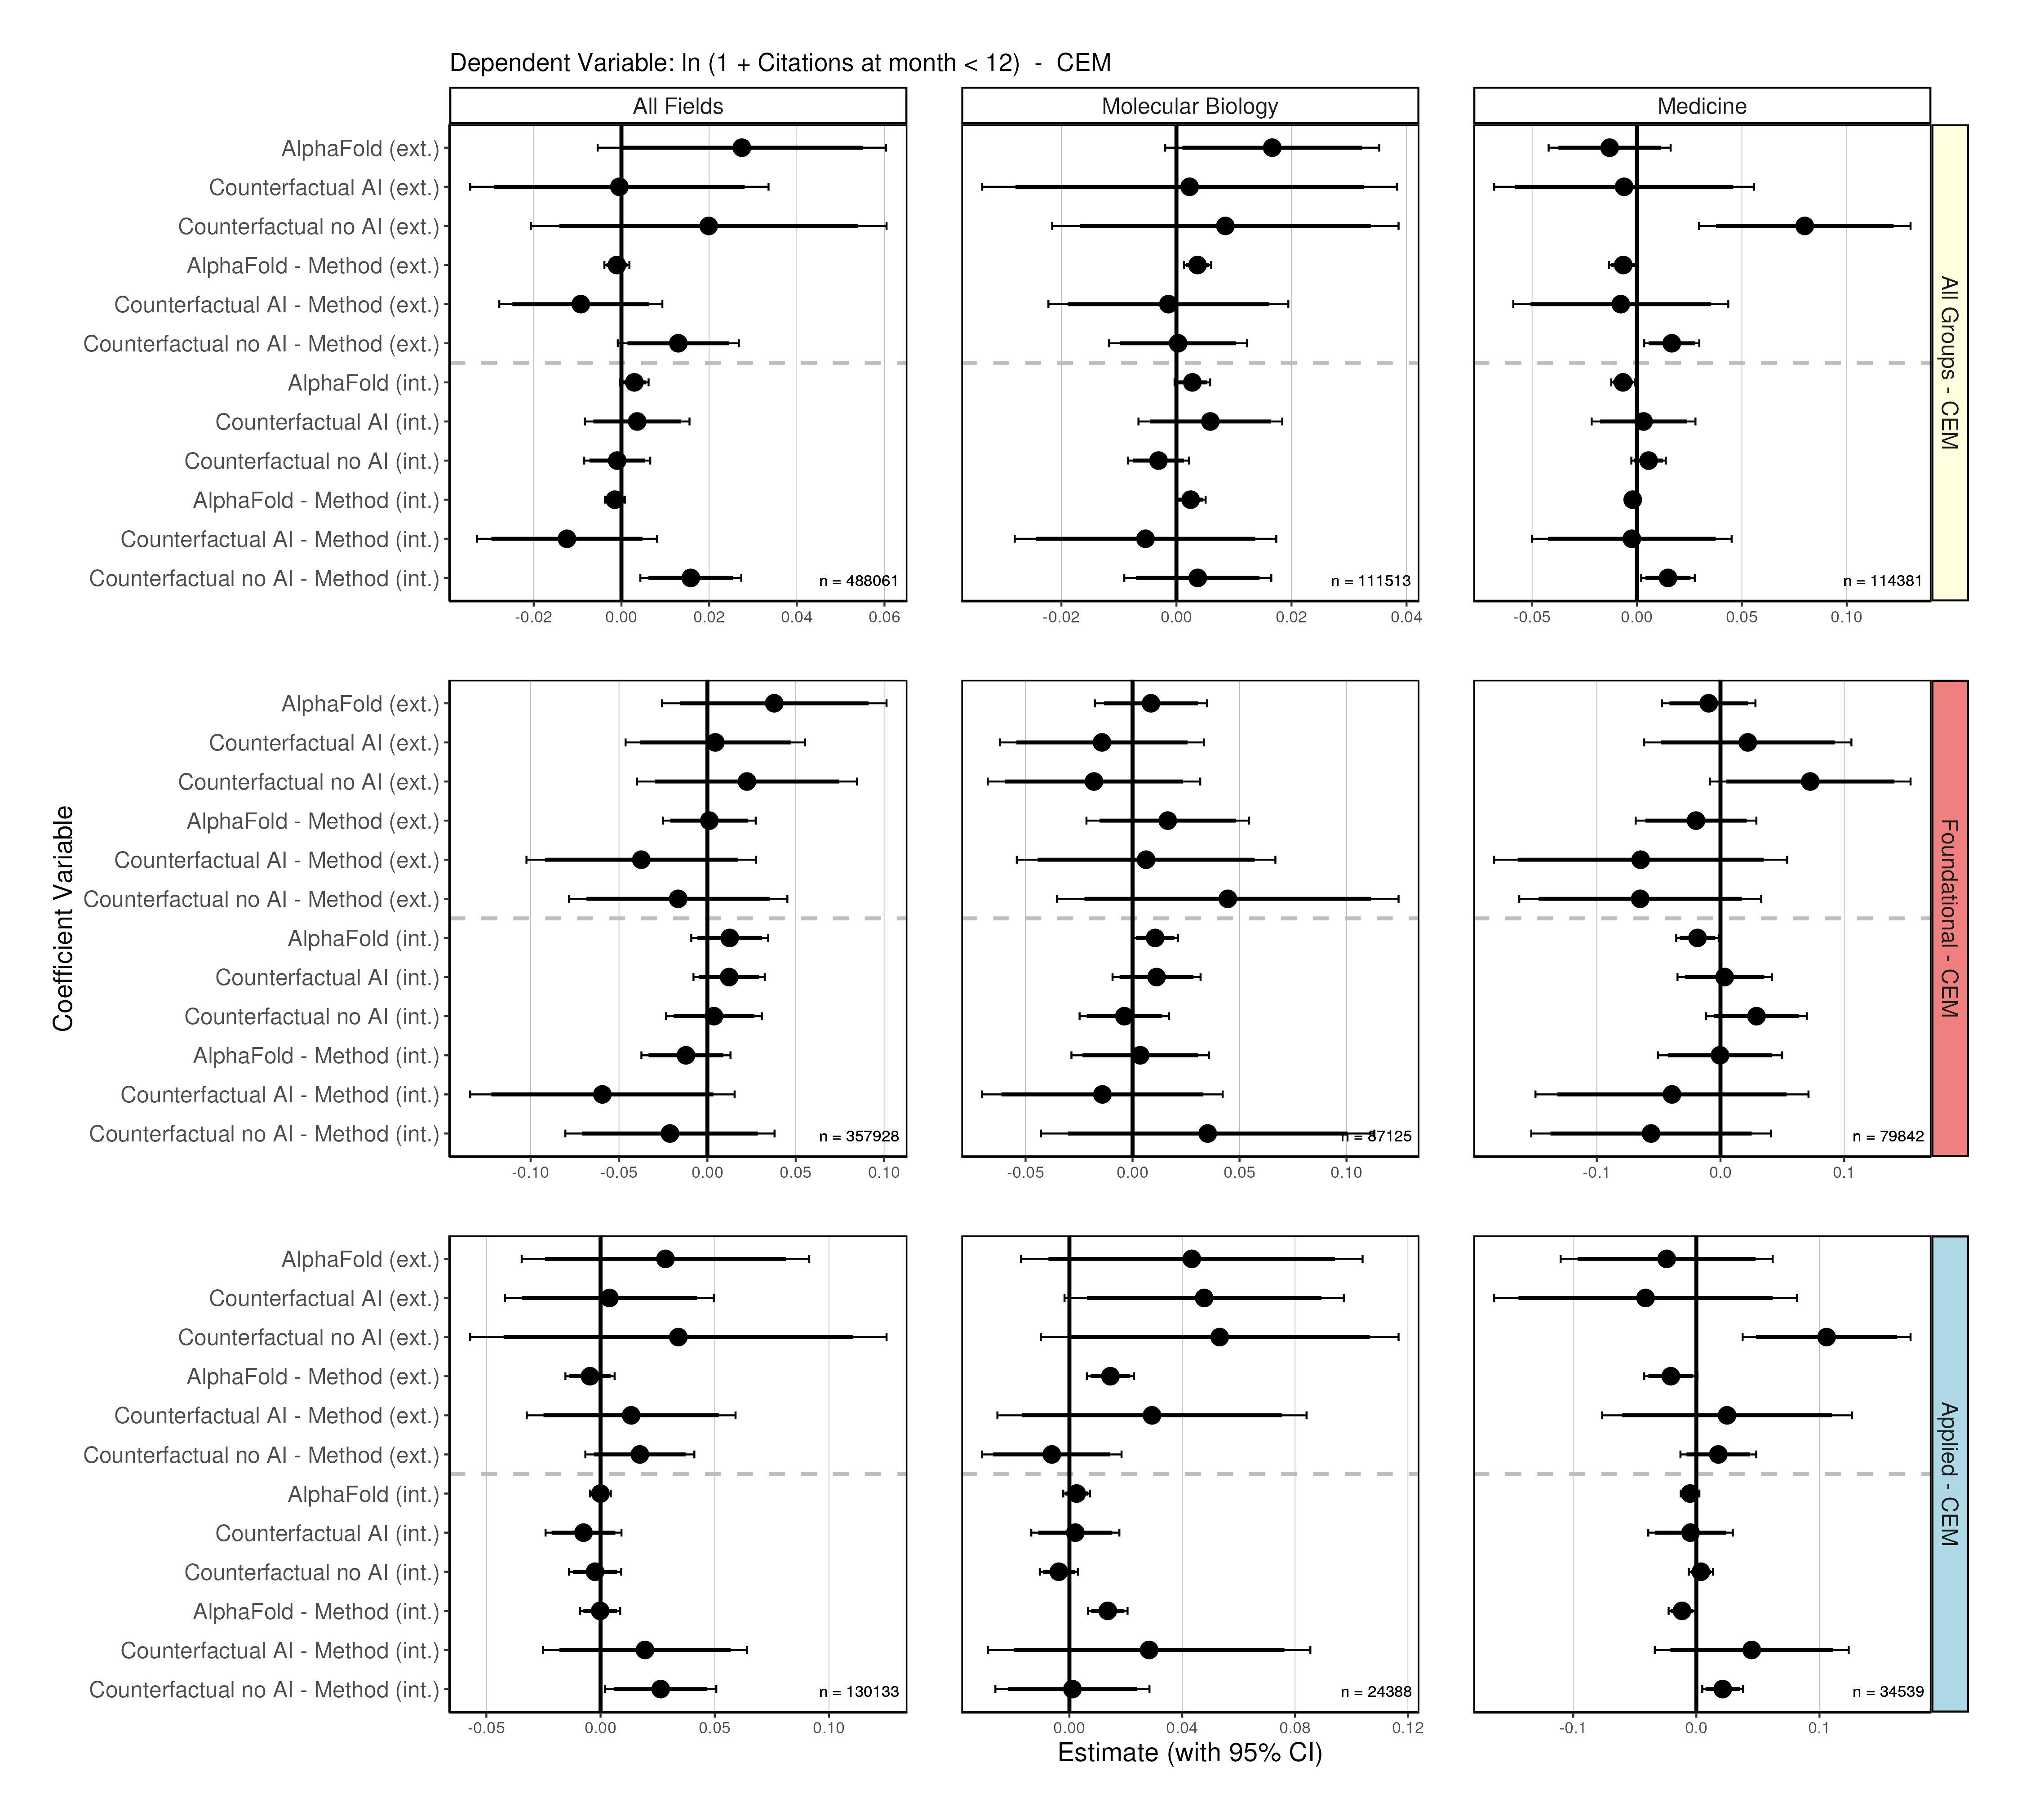 Dependent Variable: ln (1 + Citations at month < 12)  -  CEM
All Fields
Molecular Biology
Medicine
AlphaFold (ext.)
Counterfactual AI (ext.)
Counterfactual no AI (ext.)
AlphaFold - Method (ext.)
Counterfactual AI - Method (ext.)
Counterfactual no AI - Method (ext.)
AlphaFold (int.)
Counterfactual AI (int.)
Counterfactual no AI (int.)
AlphaFold - Method (int.)
Counterfactual AI - Method (int.)
Counterfactual no AI - Method (int.)
n = 488061
n = 111513
n = 114381
All Groups - CEM
-0.02 0.00 0.02 0.04 0.06
-0.02 0.00 0.02 0.04
-0.05 0.00 0.05 0.10
Coefficient Variable
AlphaFold (ext.)
Counterfactual AI (ext.)
Counterfactual no AI (ext.)
AlphaFold - Method (ext.)
Counterfactual AI - Method (ext.)
Counterfactual no AI - Method (ext.)
AlphaFold (int.)
Counterfactual AI (int.)
Counterfactual no AI (int.)
AlphaFold - Method (int.)
Counterfactual AI - Method (int.)
Counterfactual no AI - Method (int.)
n = 357928
n = 87125
n = 79842
Foundational - CEM
-0.10 -0.05 0.00 0.05 0.10
-0.05 0.00 0.05 0.10
-0.1 0.0 0.1
AlphaFold (ext.)
Counterfactual AI (ext.)
Counterfactual no AI (ext.)
AlphaFold - Method (ext.)
Counterfactual AI - Method (ext.)
Counterfactual no AI - Method (ext.)
AlphaFold (int.)
Counterfactual AI (int.)
Counterfactual no AI (int.)
AlphaFold - Method (int.)
Counterfactual AI - Method (int.)
Counterfactual no AI - Method (int.)
n = 130133
n = 24388
n = 34539
Applied - CEM
-0.05 0.00 0.05 0.10
0.00 0.04 0.08 0.12
-0.1 0.0 0.1
Estimate (with 95% CI)